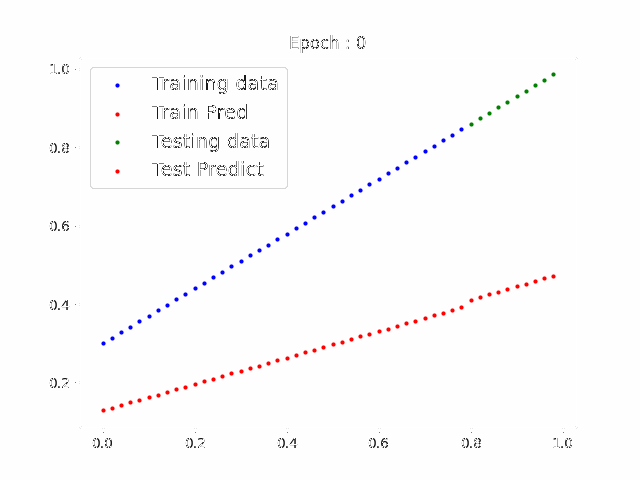 Epoch : 0
1.0
0.8
0.6
0.4
0.2
Training data
Train Pred
Testing data
Test Predict
0.0 0.2 0.4 0.6 0.8 1.0